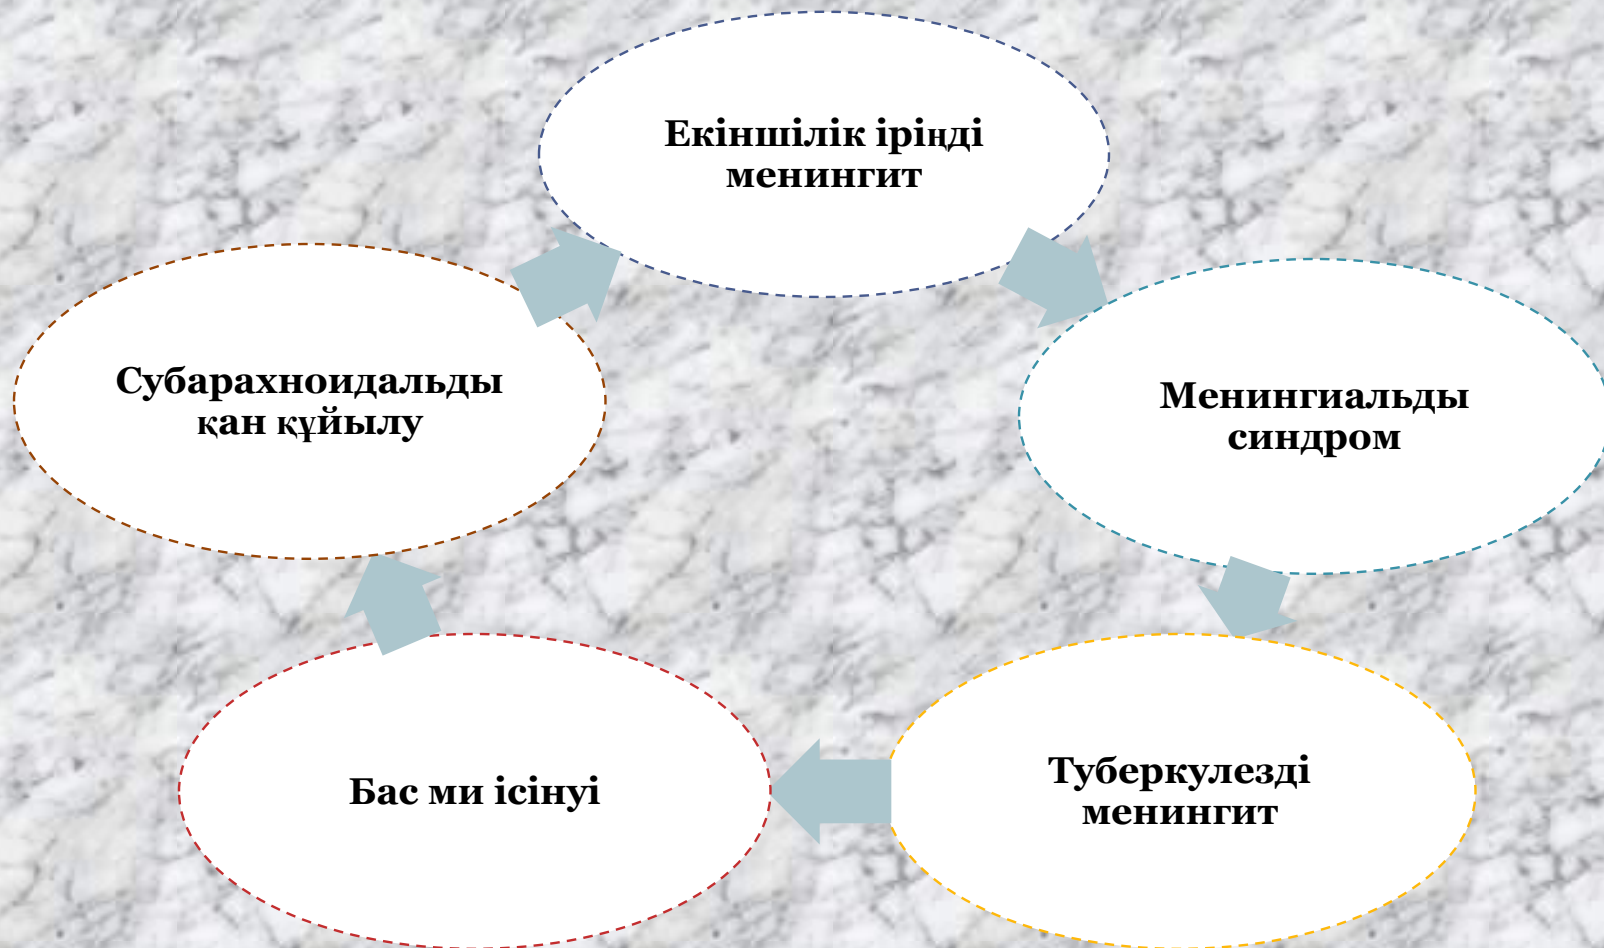 Екіншілік іріңді
менингит
Менингиальды
синдром
Туберкулезді
менингит
Бас ми ісінуі
Субарахноидальды
қан құйылу